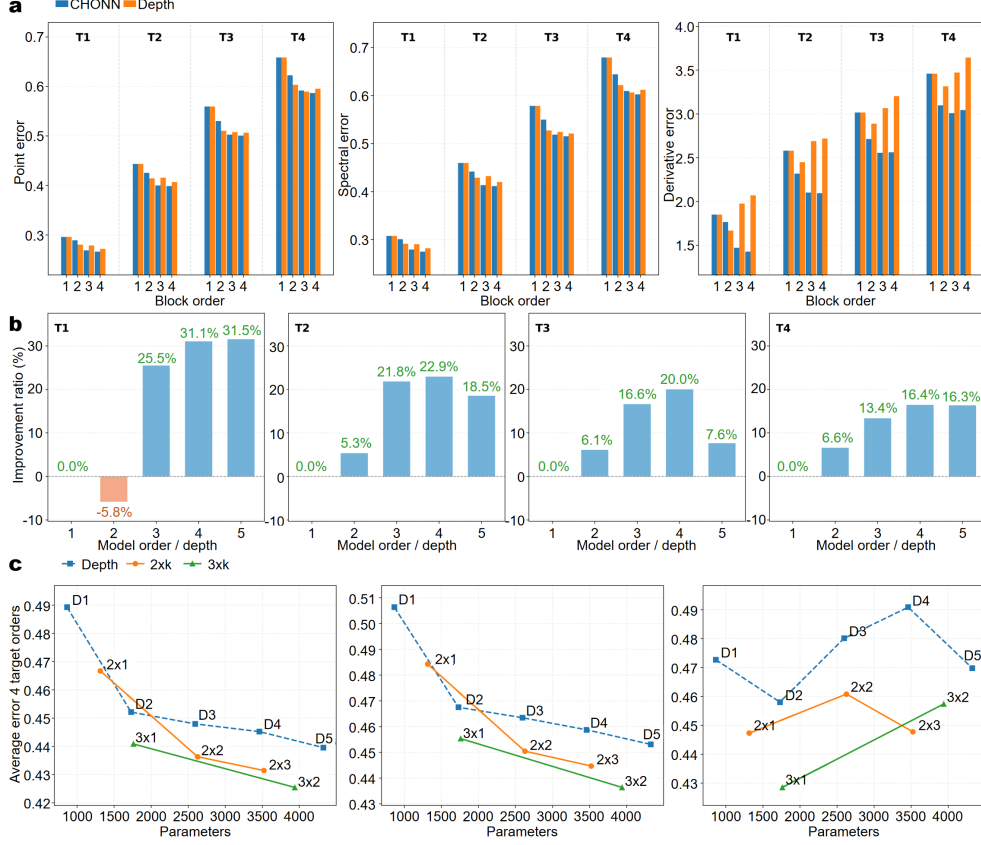 a
CHONN Depth
T1 T2 T3 T4
0.7
0.6
0.5
0.4
0.3
Point error
1 2 3 4 1 2 3 4 1 2 3 4 1 2 3 4
Block order
T1 T2 T3 T4
0.7
0.6
0.5
0.4
0.3
Spectral error
1 2 3 4 1 2 3 4 1 2 3 4 1 2 3 4
Block order
T1 T2 T3 T4
4.0
3.5
3.0
2.5
2.0
1.5
Derivative error
1 2 3 4 1 2 3 4 1 2 3 4 1 2 3 4
Block order
b
T1
30
20
10
0
-10
Improvement ratio (%)
0.0% -5.8% 25.5% 31.1% 31.5%
1 2 3 4 5
Model order / depth
T2
30
20
10
0
-10
0.0% 5.3% 21.8% 22.9% 18.5%
1 2 3 4 5
Model order / depth
T3
30
20
10
0
-10
0.0% 6.1% 16.6% 20.0% 7.6%
1 2 3 4 5
Model order / depth
T4
30
20
10
0
-10
0.0% 6.6% 13.4% 16.4% 16.3%
1 2 3 4 5
Model order / depth
c
Depth 2xk 3xk
0.49
0.48
0.47
0.46
0.45
0.44
0.43
0.42
Average error 4 target orders
D1
2x1
D2
D3
D4
D5
3x1
2x2
2x3
3x2
1000 1500 2000 2500 3000 3500 4000
Parameters
0.51
0.50
0.49
0.48
0.47
0.46
0.45
0.44
0.43
D1
2x1
D2
D3
D4
D5
3x1
2x2
2x3
3x2
1000 1500 2000 2500 3000 3500 4000
Parameters
0.49
0.48
0.47
0.46
0.45
0.44
0.43
D1
D2
D3
D4
D5
2x1
2x2
2x3
3x1
3x2
1000 1500 2000 2500 3000 3500 4000
Parameters